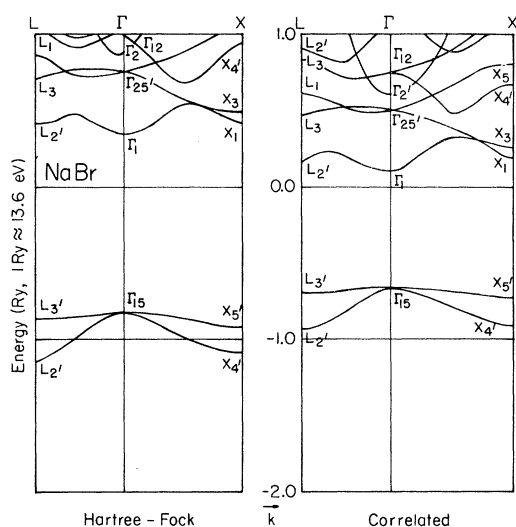 L Γ X
L Γ X
1.0
0.0
-1.0
-2.0
Energy (Ry, 1Ry ≈ 13.6 eV)
NaBr
L1
L3
L2'
Γ2'
Γ12
Γ25'
Γ1
X4'
X3
X1
L3'
L2'
Γ15
X5'
X4'
L2'
L3
L1
L3
L2'
Γ12
Γ2'
Γ25'
Γ1
X5'
X4'
X3
X1
L3'
L2'
Γ15
X5'
X4'
Hartree - Fock
k
Correlated